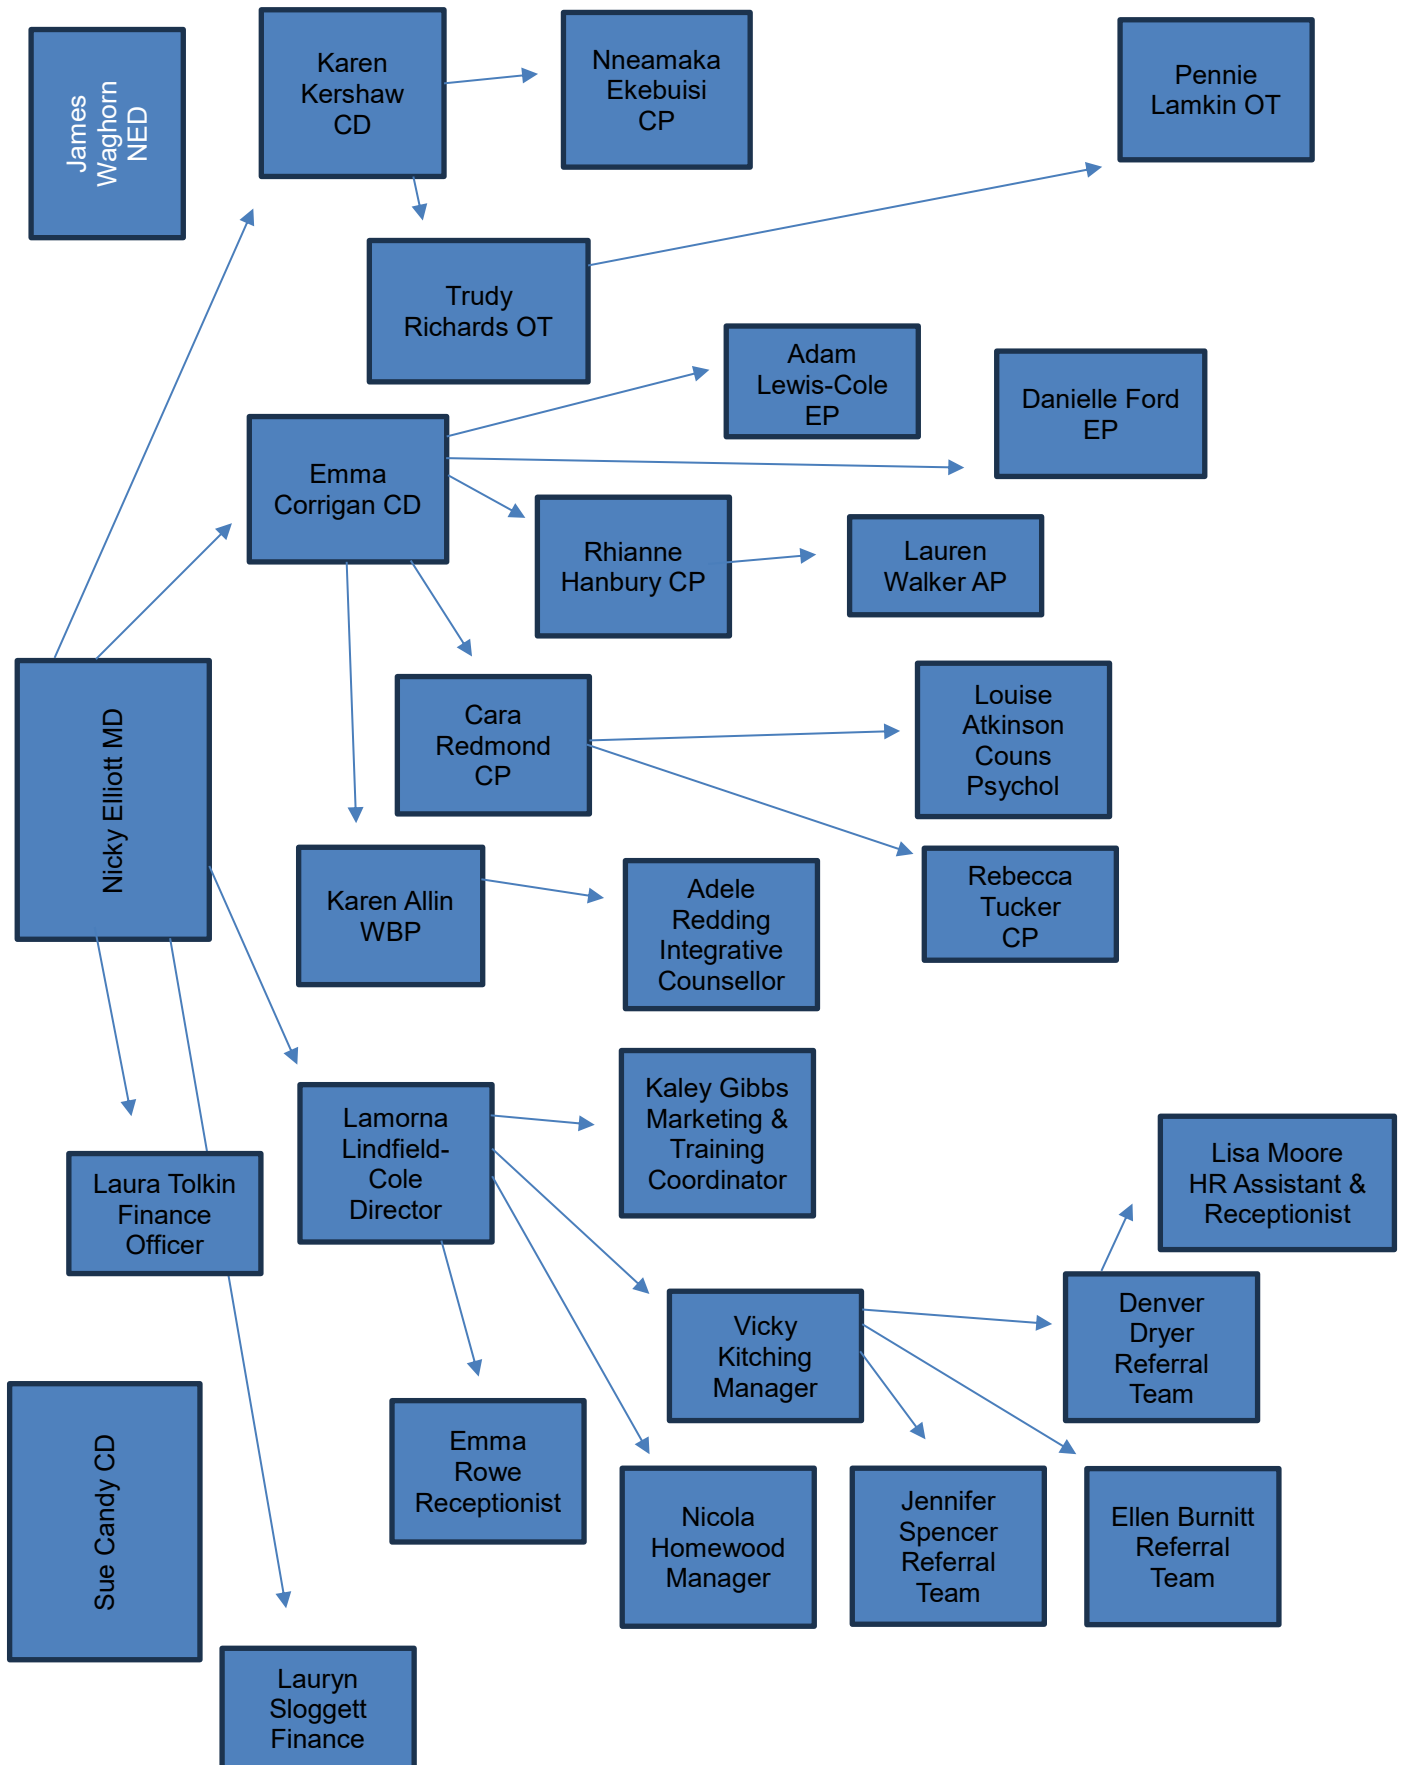 James
Waghorn
NED
Karen
Kershaw
CD
Nneamaka
Ekebuisi
CP
Pennie
Lamkin OT
Trudy
Richards OT
Adam
Lewis-Cole
EP
Danielle Ford
EP
Emma
Corrigan CD
Rhianne
Hanbury CP
Lauren
Walker AP
Nicky Elliott MD
Cara
Redmond
CP
Louise
Atkinson
Couns
Psychol
Karen Allin
WBP
Adele
Redding
Integrative
Counsellor
Rebecca
Tucker
CP
Lamorna
Lindfield-
Cole
Director
Kaley Gibbs
Marketing &
Training
Coordinator
Lisa Moore
HR Assistant &
Receptionist
Laura Tolkin
Finance
Officer
Vicky
Kitching
Manager
Denver
Dryer
Referral
Team
Sue Candy CD
Emma
Rowe
Receptionist
Nicola
Homewood
Manager
Jennifer
Spencer
Referral
Team
Ellen Burnitt
Referral
Team
Lauryn
Sloggett
Finance